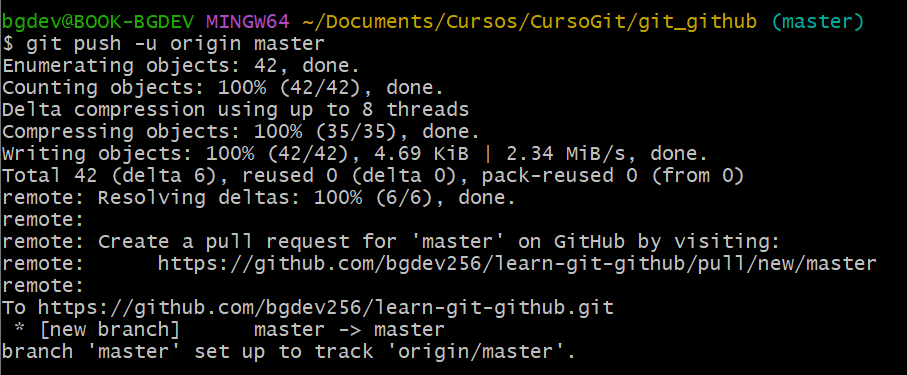 bgdev@BOOK-BGDEV MINGW64 ~/Documents/Cursos/CursoGit/git_github (master)
$ git push -u origin master
Enumerating objects: 42, done.
Counting objects: 100% (42/42), done.
Delta compression using up to 8 threads
Compressing objects: 100% (35/35), done.
Writing objects: 100% (42/42), 4.69 KiB | 2.34 MiB/s, done.
Total 42 (delta 6), reused 0 (delta 0), pack-reused 0 (from 0)
remote: Resolving deltas: 100% (6/6), done.
remote:
remote: Create a pull request for 'master' on GitHub by visiting:
remote:      https://github.com/bgdev256/learn-git-github/pull/new/master
remote:
To https://github.com/bgdev256/learn-git-github.git
 * [new branch]      master -> master
branch 'master' set up to track 'origin/master'.